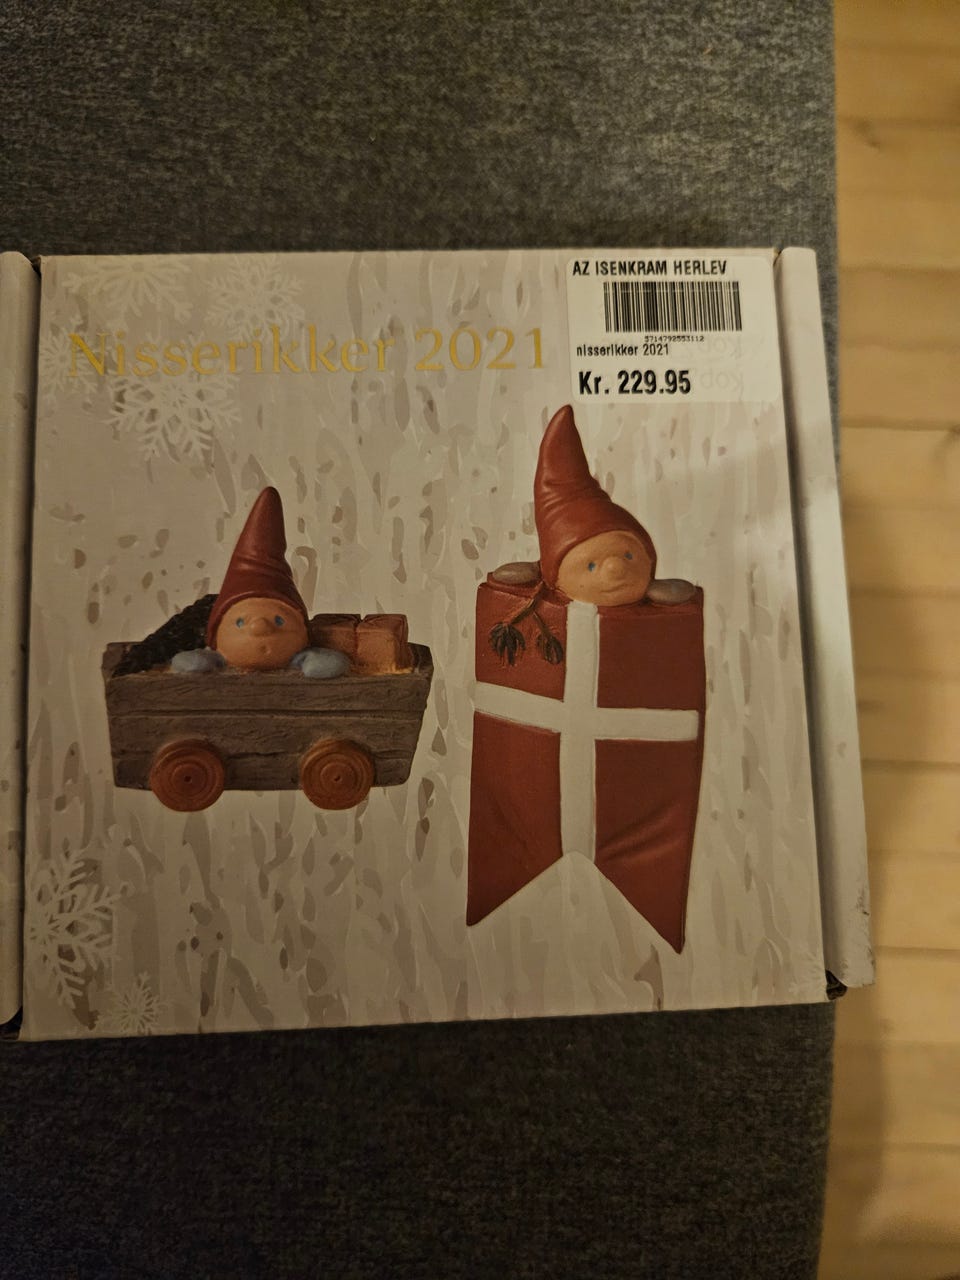 Nisserikker 2021
AZ ISENKRAM HERLEV
5714792553112
nisserikker 2021
Kr. 229.95